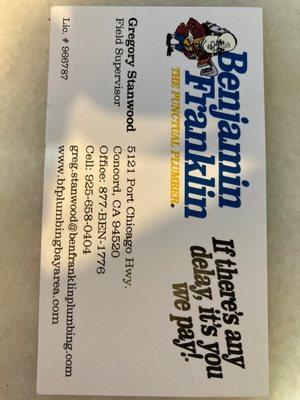 Benjamin
Franklin
THE PUNCTUAL PLUMBER®
If there's any
delay, it's you
we pay!®
Gregory Stanwood
Field Supervisor
5121 Port Chicago Hwy.
Concord, CA 94520
Office: 877-BEN-1776
Cell: 925-658-0404
greg.stanwood@benfranklinplumbing.com
www.bfplumbingbayarea.com
Lic. # 966787